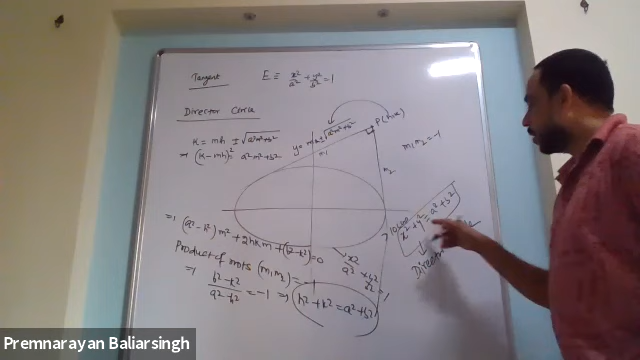 Tangent E ≡ x²/a² + y²/b² = 1
Director Circle
K = mh ± √a²m²+b²
⇒ (K-mh)² = a²m²+b²
y = mx ± √a²m²+b²
P(h,k)
m₁
m₂
m₁m₂ = -1
⇒ (a²-h²)m² + 2hkm + (b²-k²) = 0
Product of roots (m₁m₂) = -1
⇒ b²-k²/a²-h² = -1 ⇒ h²+k² = a²+b²
x²/a² + y²/b² = 1
x²+y² = a²+b²
Premnarayan Baliarsingh